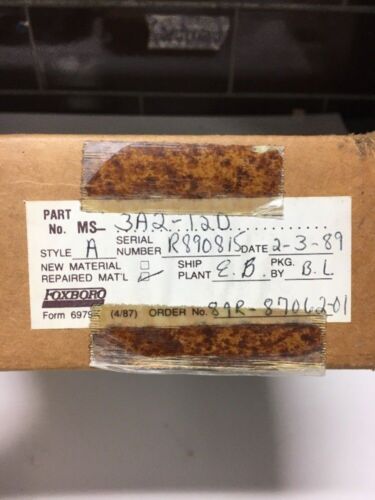 PART No. MS- 3A2-12D
STYLE A SERIAL NUMBER R890815 DATE 2-3-89
NEW MATERIAL SHIP PLANT E.B. PKG. BY B.L
REPAIRED MAT'L
FOXBORO
Form 6979 (4/87) ORDER No. 89R-87062-01